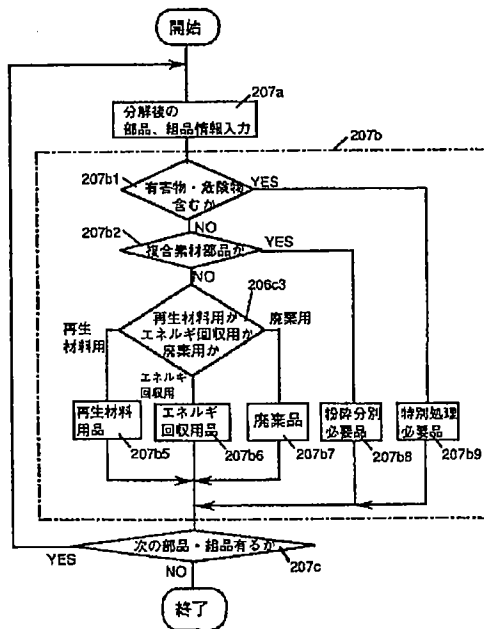 開始
207a
分解後の
部品、組品情報入力
207b
207b1
有害物・危険物
含むか
YES
NO
207b2
複合素材部品か
YES
NO
206c3
再生材料用か
エネルギ回収用か
廃棄用か
再生
材料用
廃棄用
エネルギ
回収用
再生材料
用品
207b5
エネルギ
回収用品
207b6
廃棄品
207b7
粉砕分別
必要品
207b8
特別処理
必要品
207b9
次の部品・組品有るか
YES
NO
207c
終了